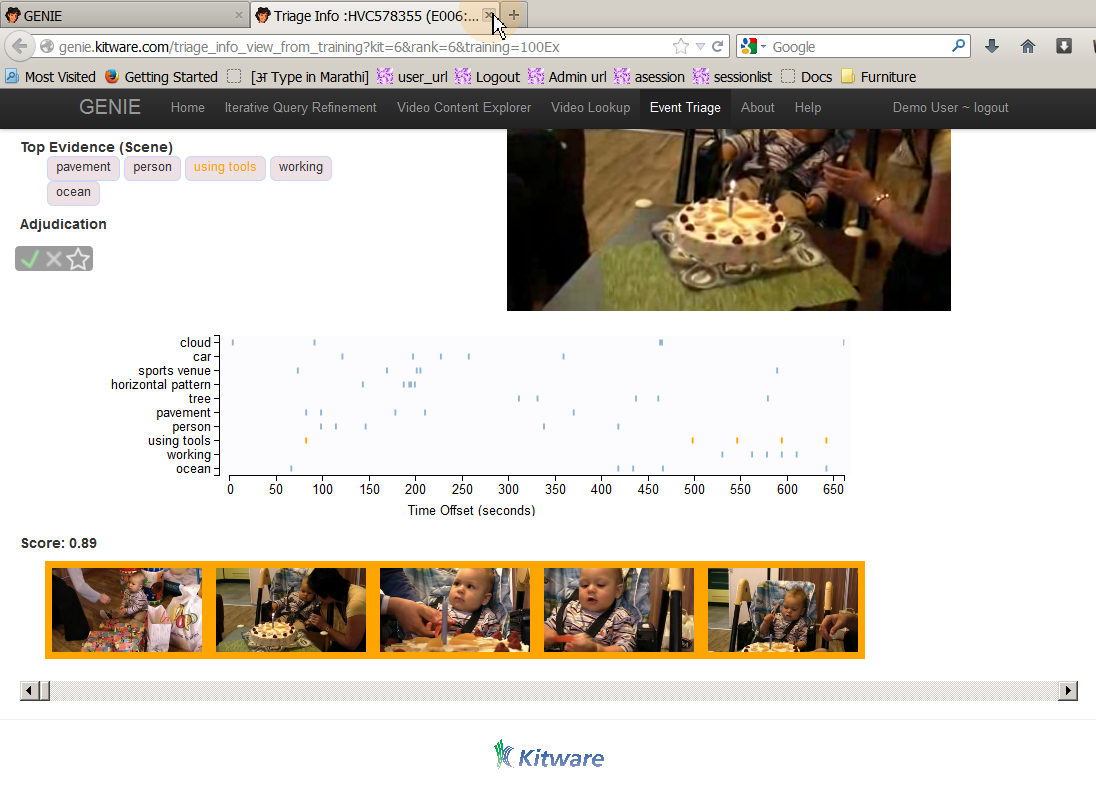 GENIE
Triage Info :HVC578355 (E006:...
genie.kitware.com/triage_info_view_from_training?kit=6&rank=6&training=100Ex
Google
Most Visited
Getting Started
[अ Type in Marathi]
user_url
Logout
Admin url
asession
sessionlist
Docs
Furniture
GENIE
Home
Iterative Query Refinement
Video Content Explorer
Video Lookup
Event Triage
About
Help
Demo User ~ logout
Top Evidence (Scene)
pavement
person
using tools
working
ocean
Adjudication
cloud
car
sports venue
horizontal pattern
tree
pavement
person
using tools
working
ocean
0 50 100 150 200 250 300 350 400 450 500 550 600 650
Time Offset (seconds)
Score: 0.89
Kitware